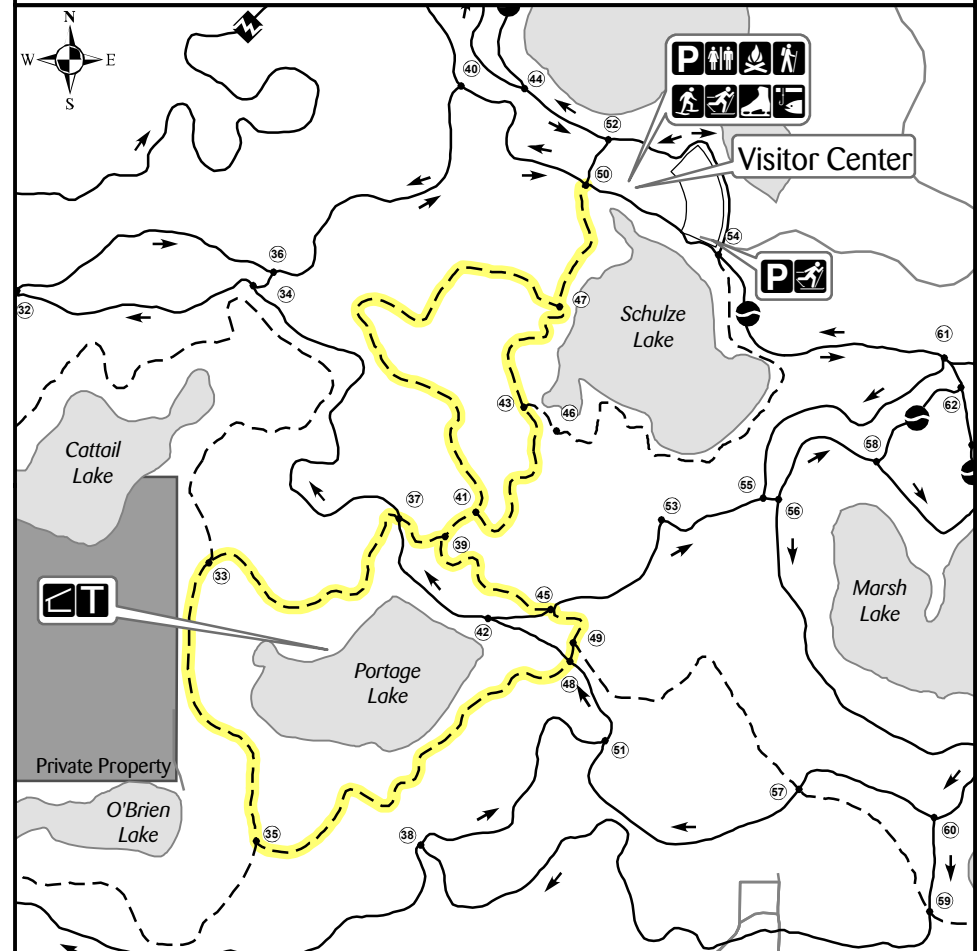 N
W E
S
40
44
P
52
Visitor Center
50
54
P
36
34
32
47
Schulze
Lake
61
62
43
46
58
Cattail
Lake
41
37
39
53
55
56
33
T
45
42
49
Marsh
Lake
Portage
Lake
48
51
Private Property
O'Brien
Lake
35
38
57
60
59